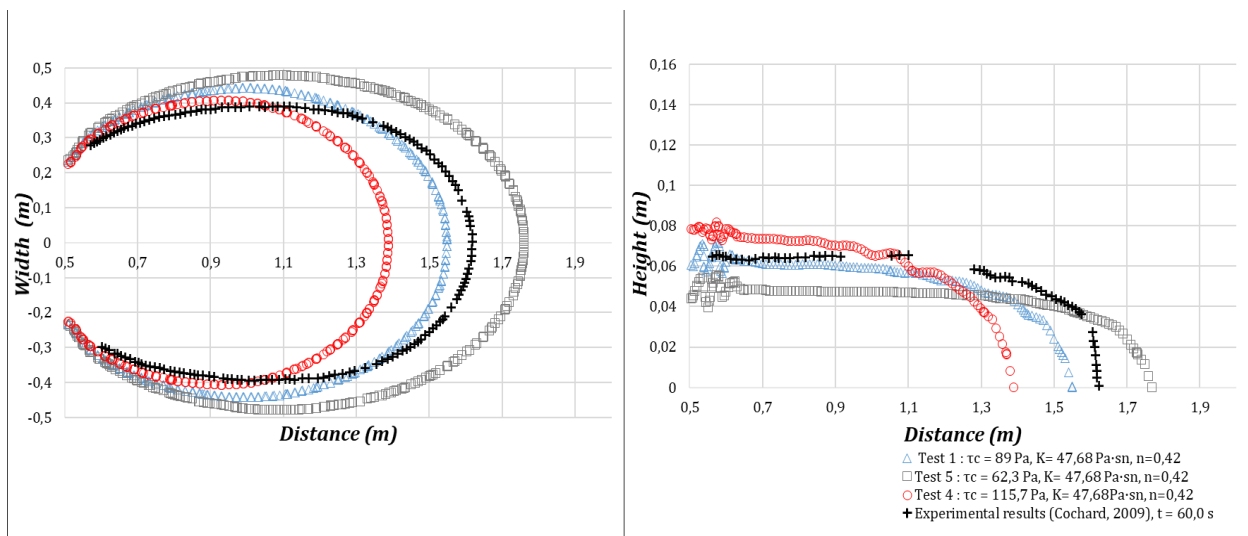 0,5
0,4
0,3
0,2
0,1
0
-0,1
-0,2
-0,3
-0,4
-0,5
Width (m)
0,5 0,7 0,9 1,1 1,3 1,5 1,7 1,9
Distance (m)
0,16
0,14
0,12
0,1
0,08
0,06
0,04
0,02
0
Height (m)
0,5 0,7 0,9 1,1 1,3 1,5 1,7 1,9
Distance (m)
Test 1 : τc = 89 Pa, K= 47,68 Pa·sn, n=0,42
Test 5 : τc = 62,3 Pa, K= 47,68 Pa·sn, n=0,42
Test 4 : τc = 115,7 Pa, K= 47,68Pa·sn, n=0,42
Experimental results (Cochard, 2009), t = 60,0 s